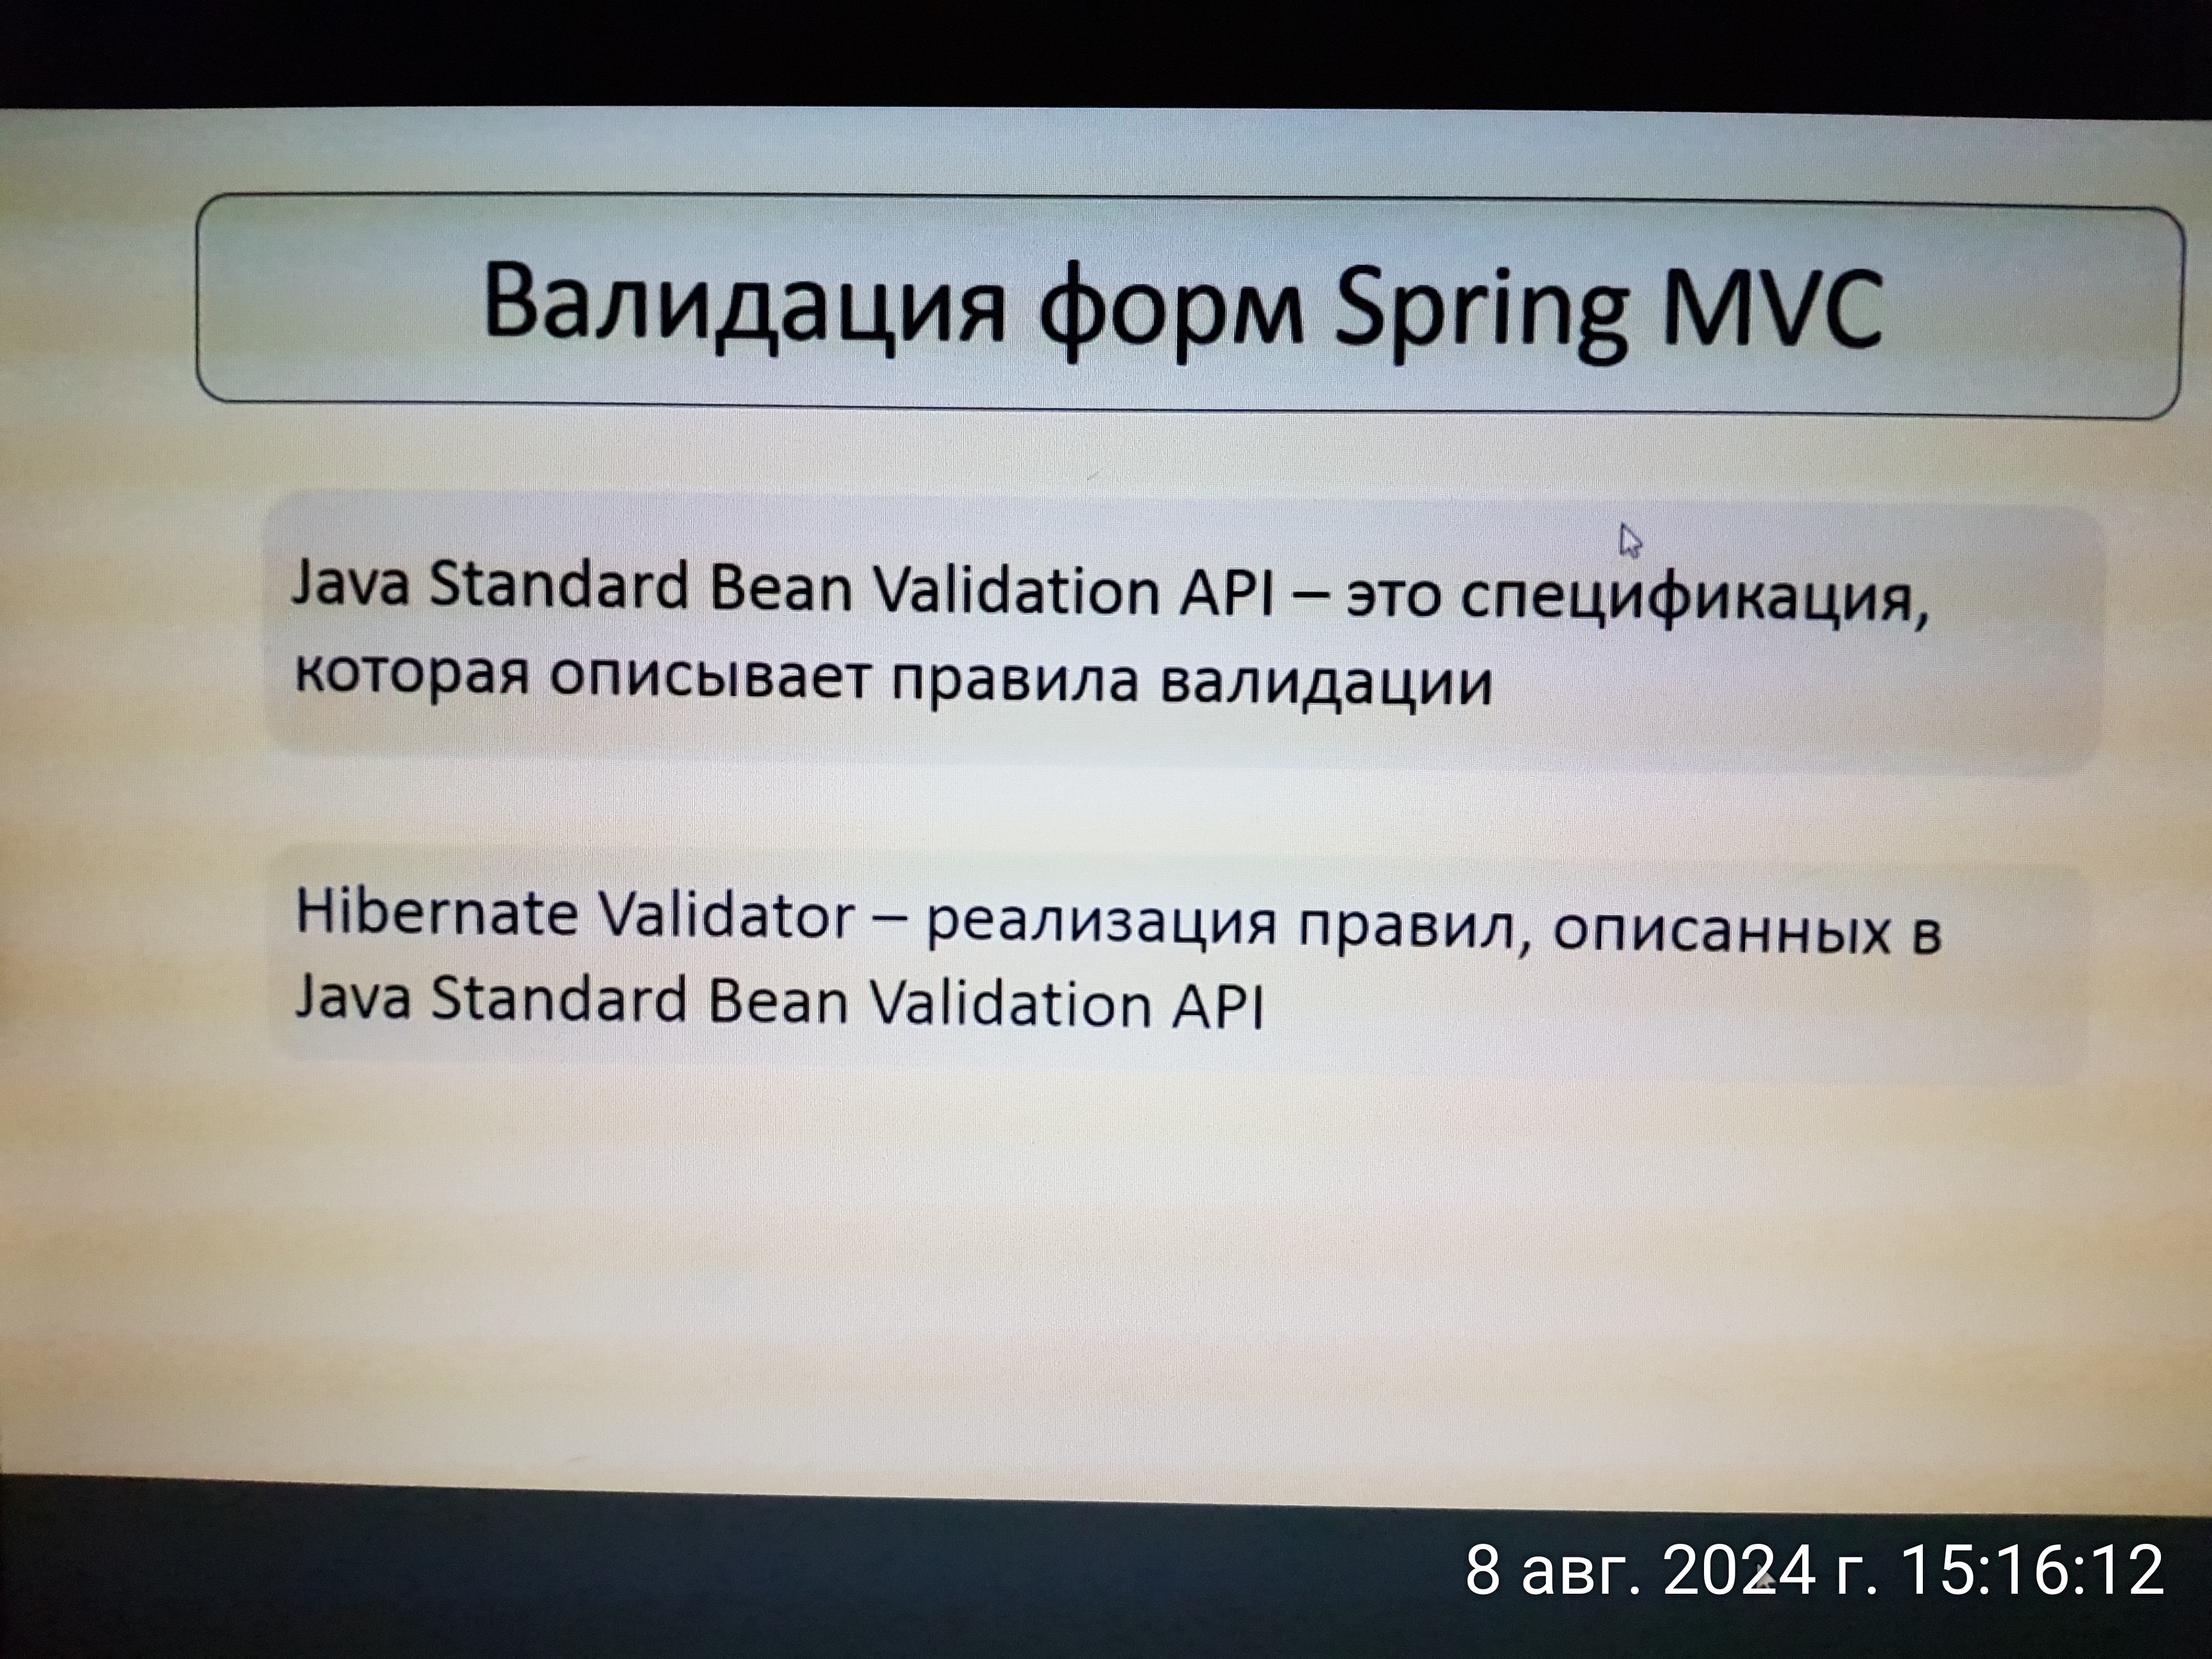 Валидация форм Spring MVC
Java Standard Bean Validation API – это спецификация,
которая описывает правила валидации
Hibernate Validator – реализация правил, описанных в
Java Standard Bean Validation API
8 авг. 2024 г. 15:16:12